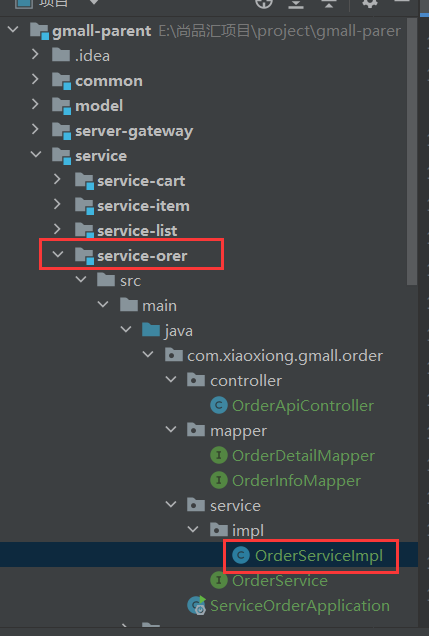 项目
gmall-parent E:\尚品汇项目\project\gmall-parer
.idea
common
model
server-gateway
service
service-cart
service-item
service-list
service-orer
src
main
java
com.xiaoxiong.gmall.order
controller
OrderApiController
mapper
OrderDetailMapper
OrderInfoMapper
service
impl
OrderServiceImpl
OrderService
ServiceOrderApplication